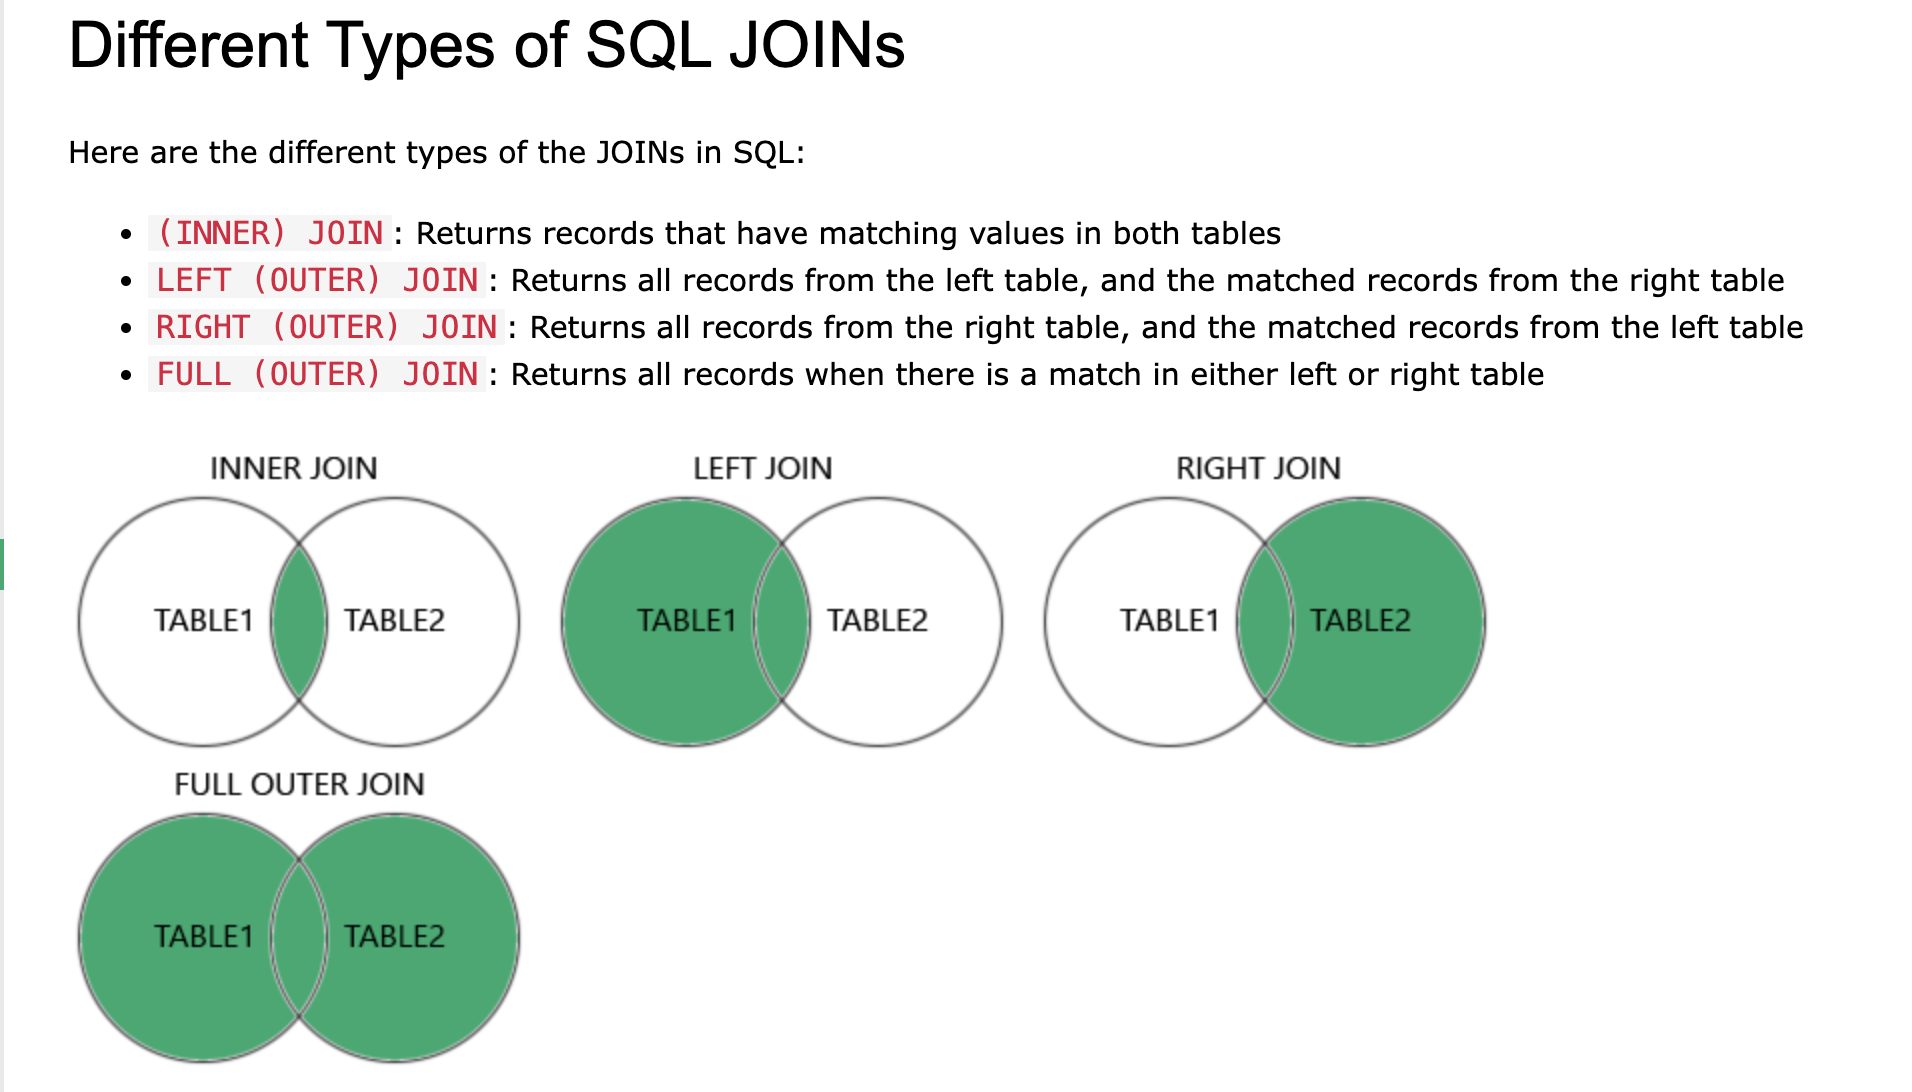 Different Types of SQL JOINs
Here are the different types of the JOINs in SQL:
• (INNER) JOIN: Returns records that have matching values in both tables
• LEFT (OUTER) JOIN: Returns all records from the left table, and the matched records from the right table
• RIGHT (OUTER) JOIN: Returns all records from the right table, and the matched records from the left table
• FULL (OUTER) JOIN: Returns all records when there is a match in either left or right table
INNER JOIN
TABLE1 TABLE2
LEFT JOIN
TABLE1 TABLE2
RIGHT JOIN
TABLE1 TABLE2
FULL OUTER JOIN
TABLE1 TABLE2